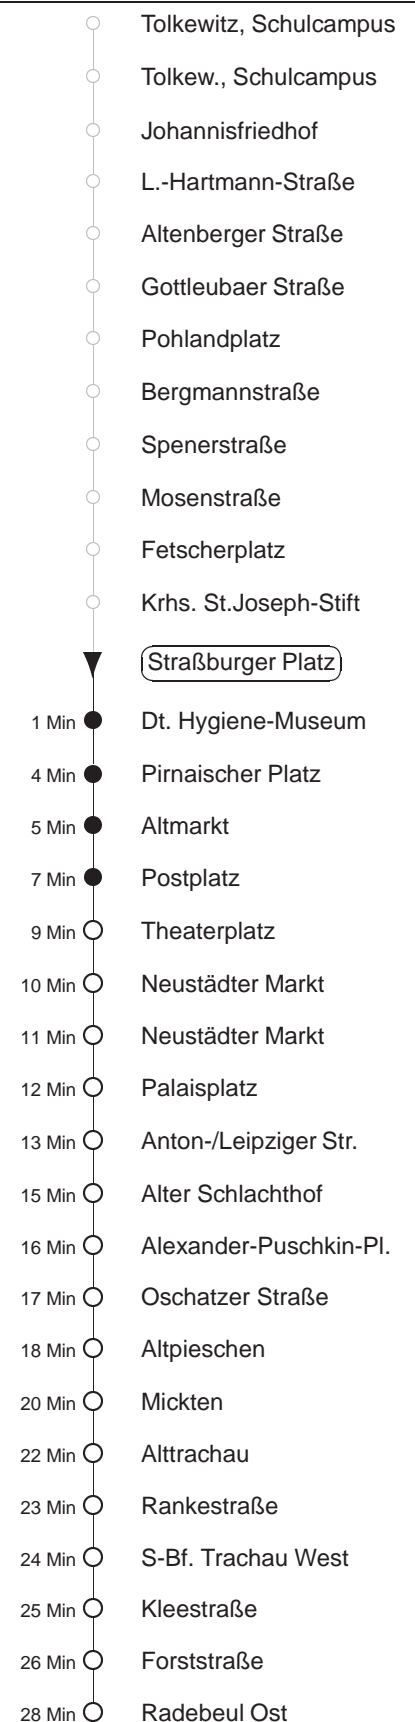 Tolkewitz, Schulcampus
Tolkew., Schulcampus
Johannisfriedhof
L.-Hartmann-Straße
Altenberger Straße
Gottleubaer Straße
Pohlandplatz
Bergmannstraße
Spenerstraße
Mosenstraße
Fetscherplatz
Krhs. St.Joseph-Stift
Straßburger Platz
1 Min Dt. Hygiene-Museum
4 Min Pirnaischer Platz
5 Min Altmarkt
7 Min Postplatz
9 Min Theaterplatz
10 Min Neustädter Markt
11 Min Neustädter Markt
12 Min Palaisplatz
13 Min Anton-/Leipziger Str.
15 Min Alter Schlachthof
16 Min Alexander-Puschkin-Pl.
17 Min Oschatzer Straße
18 Min Altpieschen
20 Min Mickten
22 Min Alttrachau
23 Min Rankestraße
24 Min S-Bf. Trachau West
25 Min Kleestraße
26 Min Forststraße
28 Min Radebeul Ost